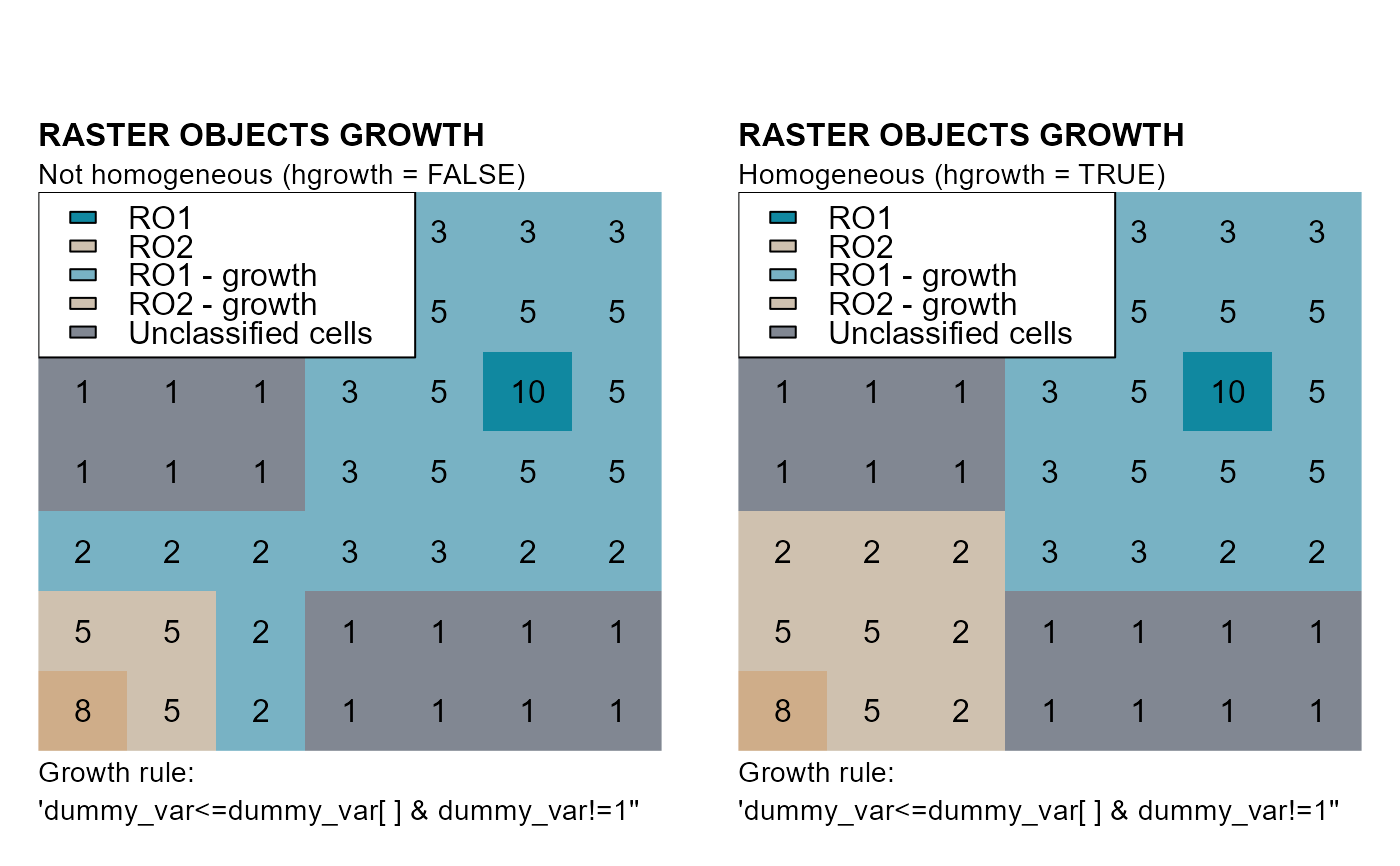 RASTER OBJECTS GROWTH
Not homogeneous (hgrowth = FALSE)
RO1
RO2
RO1 - growth
RO2 - growth
Unclassified cells
3 3 3
5 5 5
1 1 1 3 5 10 5
1 1 1 3 5 5 5
2 2 2 3 3 2 2
5 5 2 1 1 1 1
8 5 2 1 1 1 1
Growth rule:
'dummy_var<=dummy_var[ ] & dummy_var!=1"
RASTER OBJECTS GROWTH
Homogeneous (hgrowth = TRUE)
RO1
RO2
RO1 - growth
RO2 - growth
Unclassified cells
3 3 3
5 5 5
1 1 1 3 5 10 5
1 1 1 3 5 5 5
2 2 2 3 3 2 2
5 5 2 1 1 1 1
8 5 2 1 1 1 1
Growth rule:
'dummy_var<=dummy_var[ ] & dummy_var!=1"